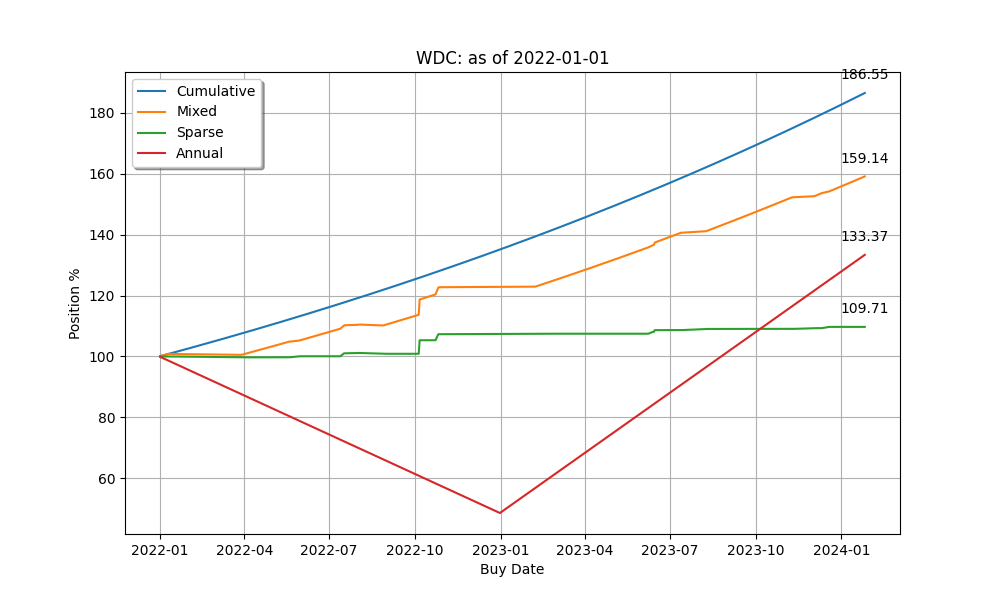 WDC: as of 2022-01-01
Cumulative
Mixed
Sparse
Annual
186.55
159.14
133.37
109.71
180
160
140
120
100
80
60
Position %
2022-01 2022-04 2022-07 2022-10 2023-01 2023-04 2023-07 2023-10 2024-01
Buy Date